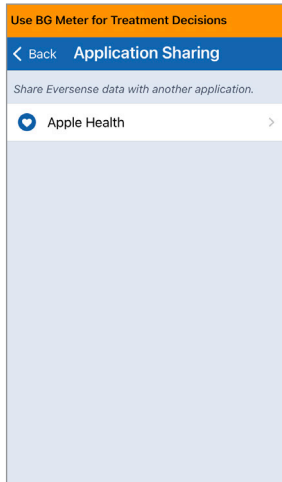 Use BG Meter for Treatment Decisions
Back Application Sharing
Share Eversense data with another application.
Apple Health